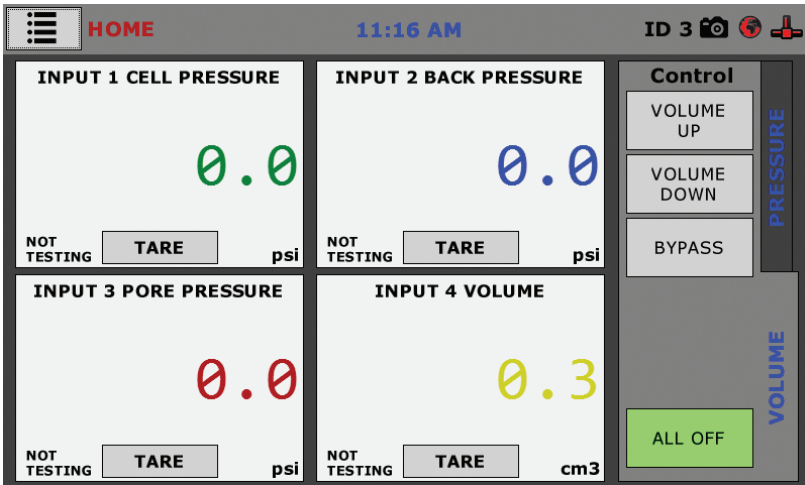 HOME
11:16 AM
ID 3
INPUT 1 CELL PRESSURE
0.0
NOT
TESTING
TARE
psi
INPUT 2 BACK PRESSURE
0.0
NOT
TESTING
TARE
psi
INPUT 3 PORE PRESSURE
0.0
NOT
TESTING
TARE
psi
INPUT 4 VOLUME
0.3
NOT
TESTING
TARE
cm3
Control
VOLUME
UP
VOLUME
DOWN
BYPASS
ALL OFF
PRESSURE
VOLUME